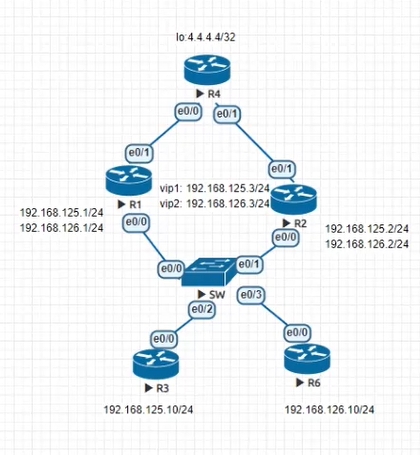 lo:4.4.4.4/32
R4
e0/0
e0/1
e0/1
e0/1
R1
vip1: 192.168.125.3/24
vip2: 192.168.126.3/24
R2
192.168.125.1/24
192.168.126.1/24
192.168.125.2/24
192.168.126.2/24
e0/0
e0/0
e0/0
e0/1
SW
e0/2
e0/3
e0/0
e0/0
R3
R6
192.168.125.10/24
192.168.126.10/24